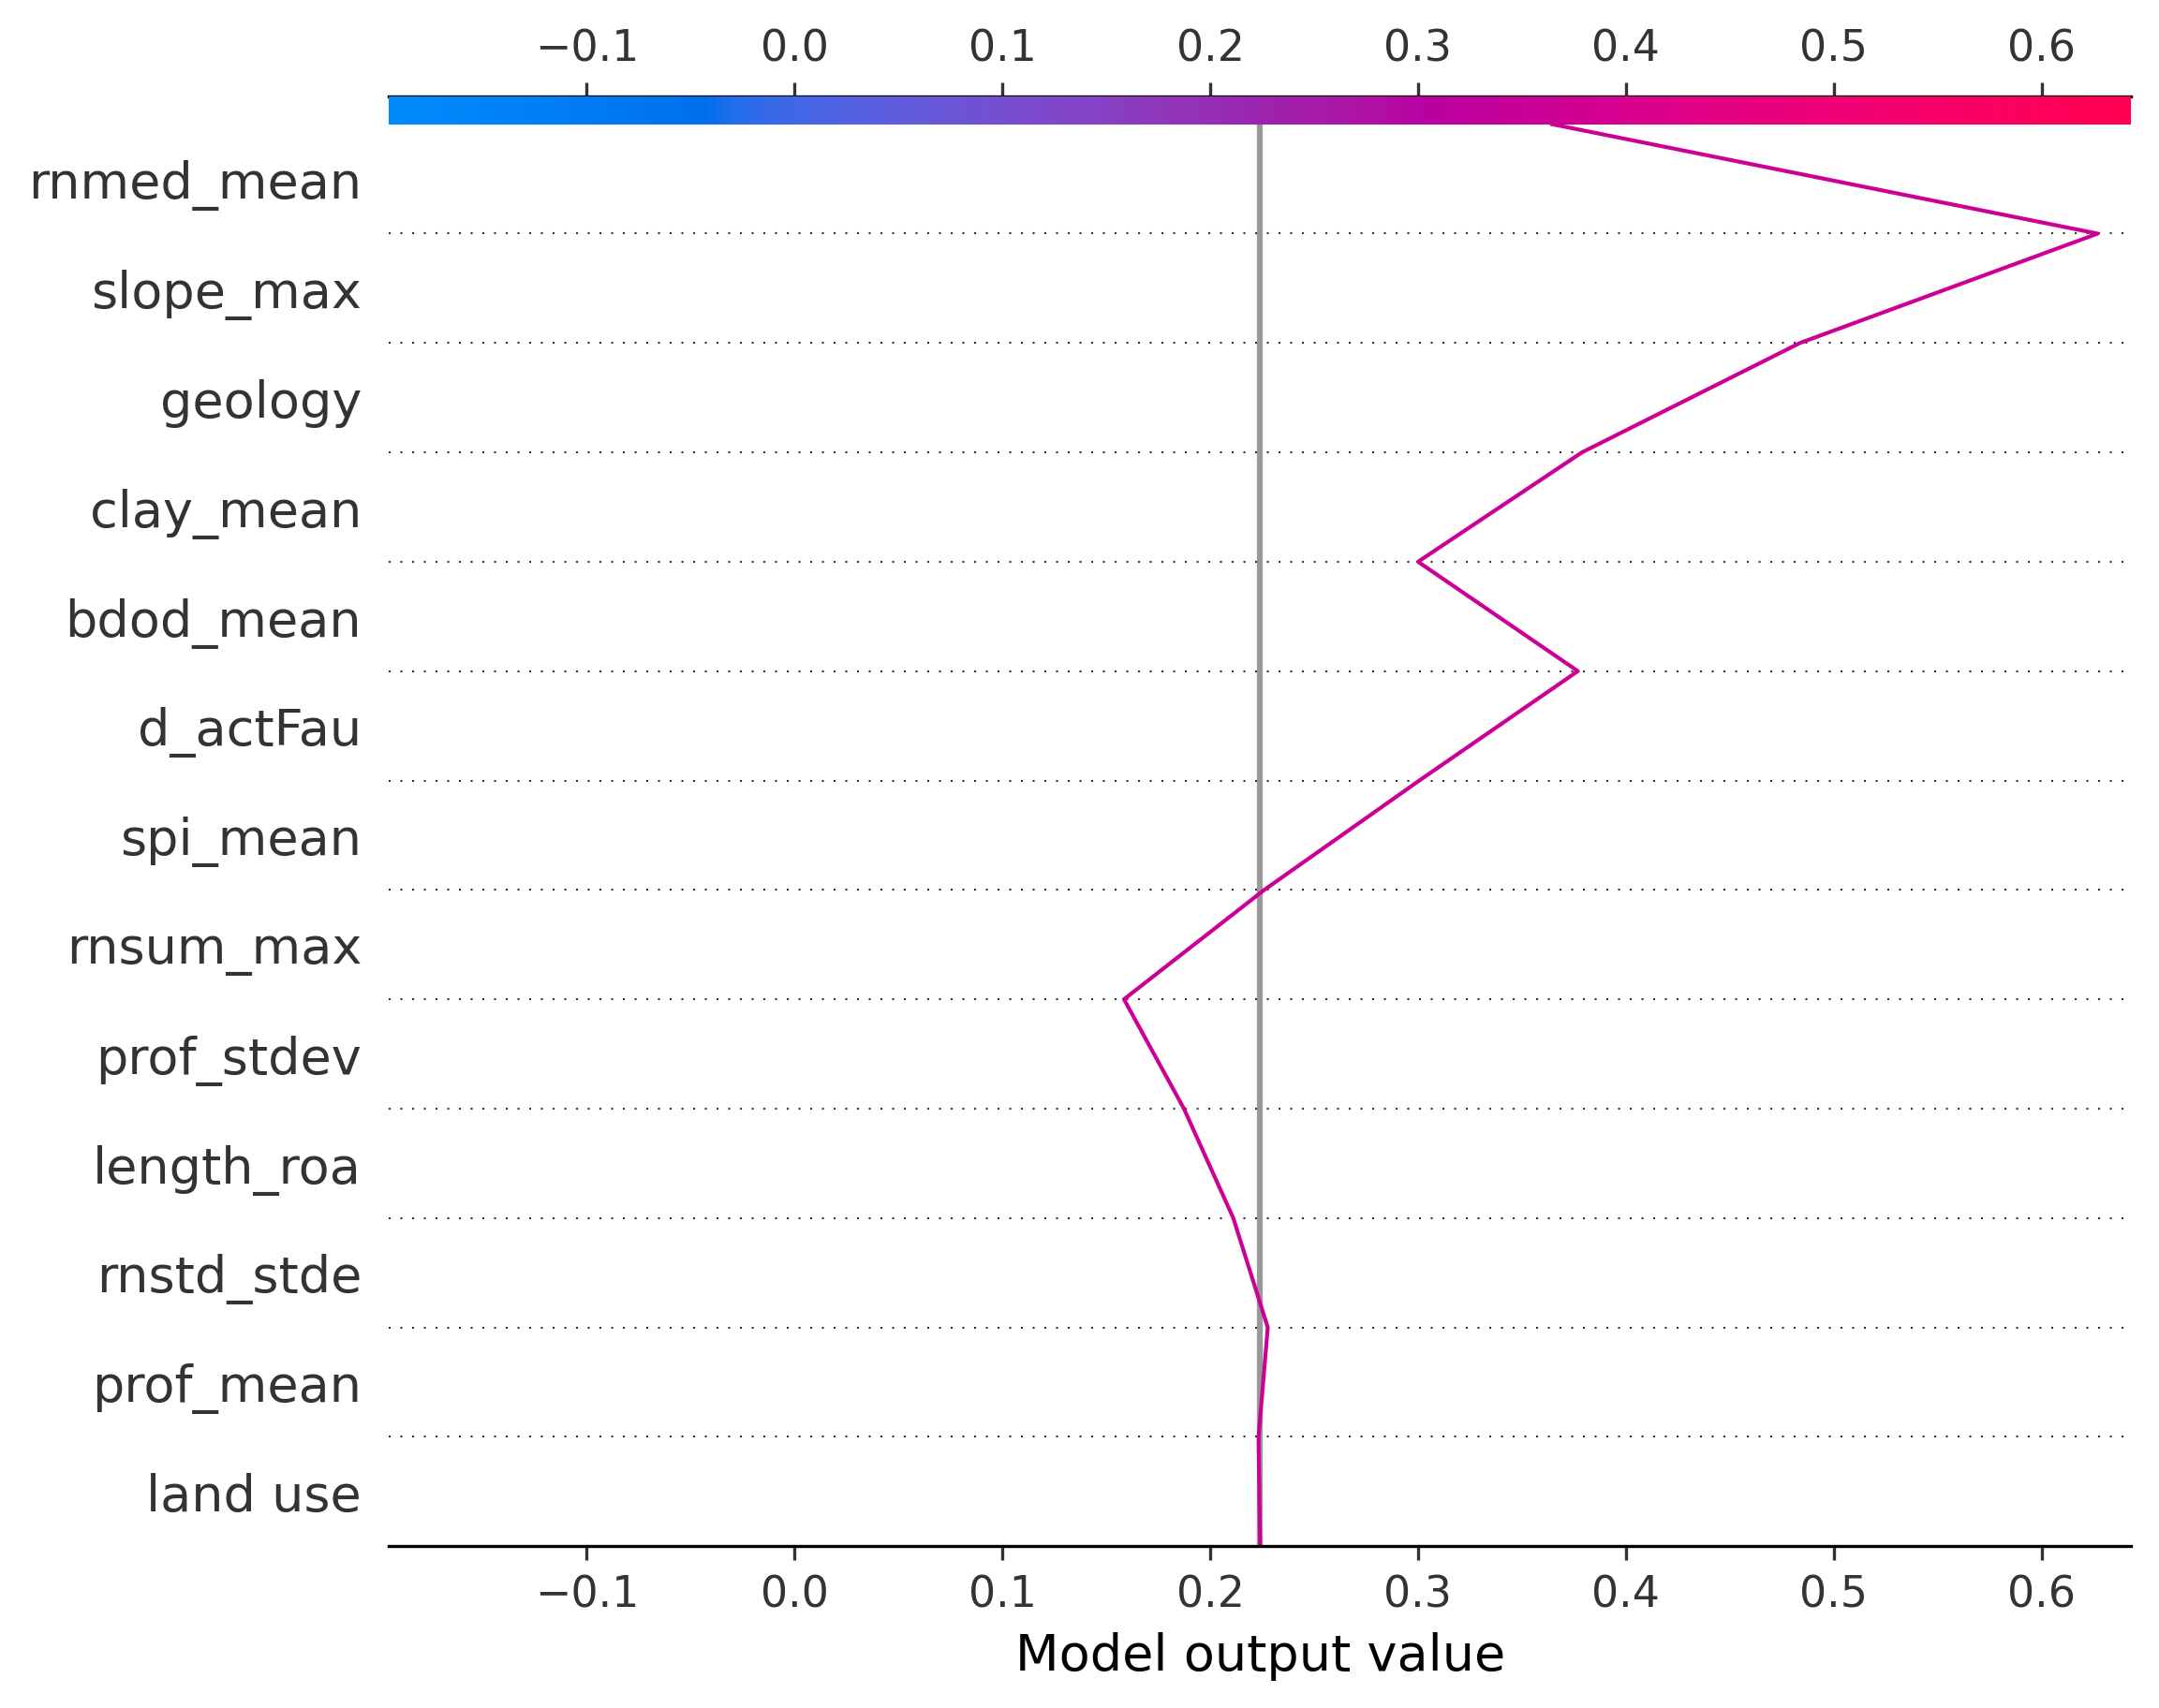 −0.1 0.0 0.1 0.2 0.3 0.4 0.5 0.6
rnmed_mean
slope_max
geology
clay_mean
bdod_mean
d_actFau
spi_mean
rnsum_max
prof_stdev
length_roa
rnstd_stde
prof_mean
land use
−0.1 0.0 0.1 0.2 0.3 0.4 0.5 0.6
Model output value